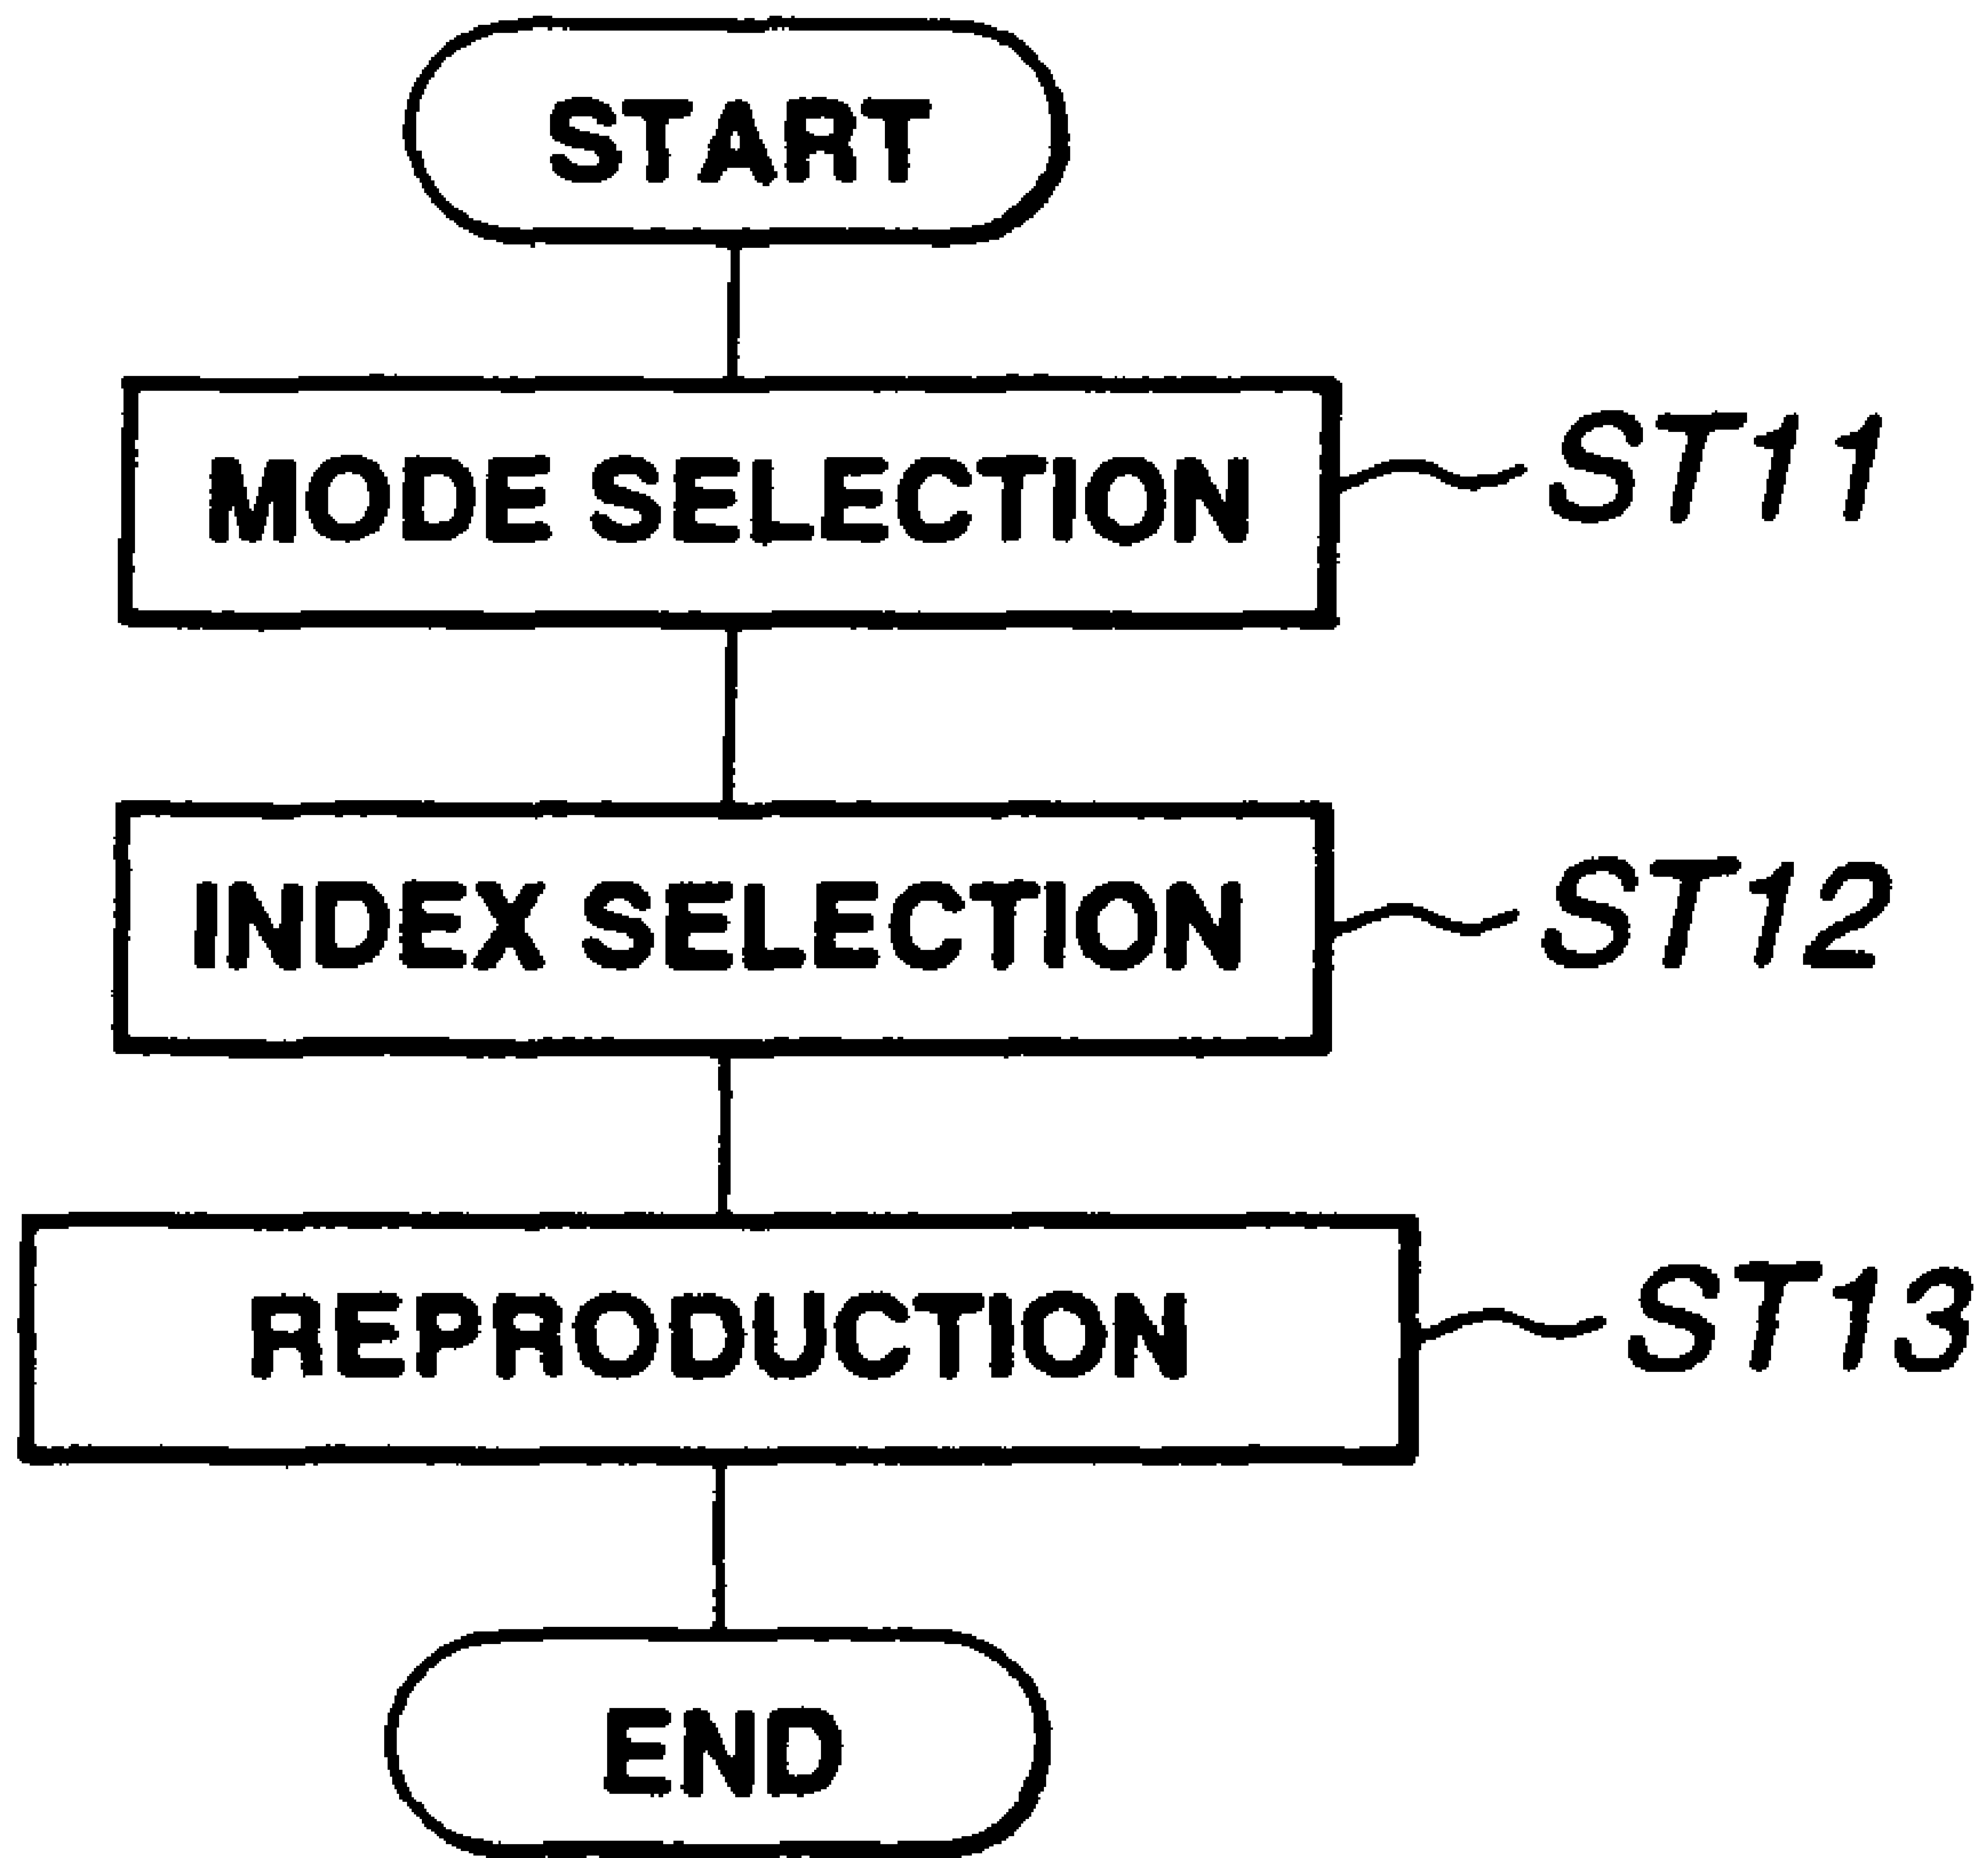 START
MODE SELECTION
ST11
INDEX SELECTION
ST12
REPRODUCTION
ST13
END